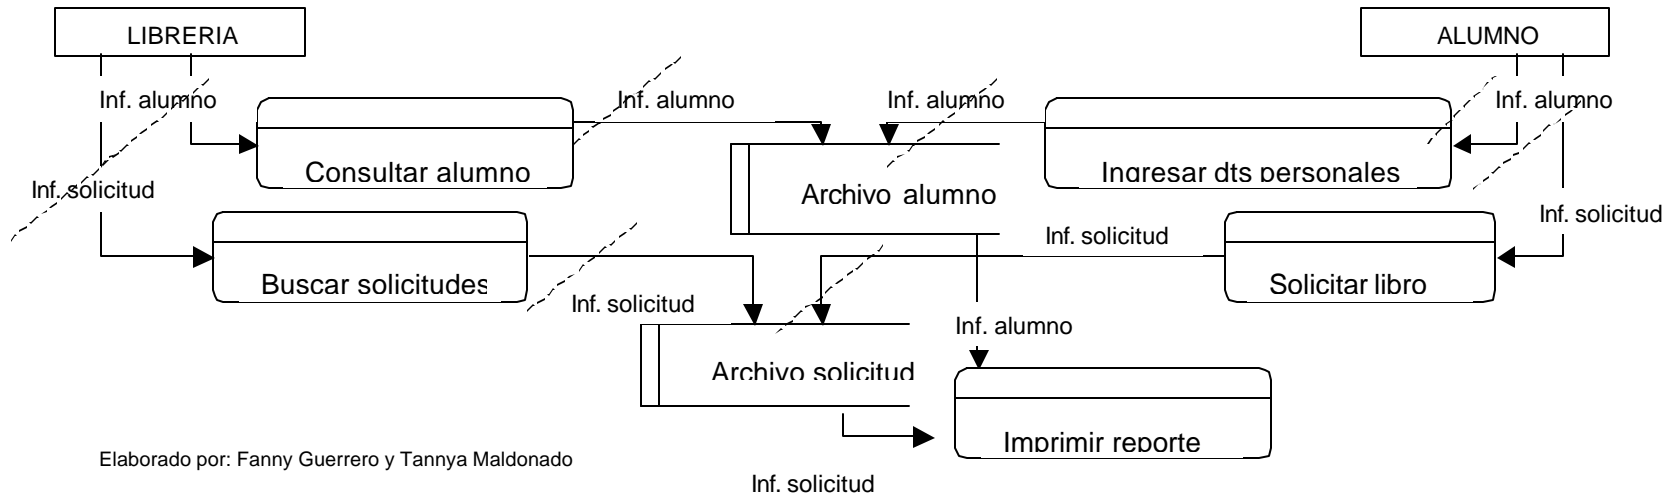 LIBRERIA
ALUMNO
Inf. alumno
Inf. alumno
Inf. alumno
Inf. alumno
Consultar alumno
Ingresar dts personales
Inf. solicitud
Archivo alumno
Inf. solicitud
Inf. solicitud
Buscar solicitudes
Solicitar libro
Inf. solicitud
Inf. alumno
Archivo solicitud
Imprimir reporte
Elaborado por: Fanny Guerrero y Tannya Maldonado
Inf. solicitud